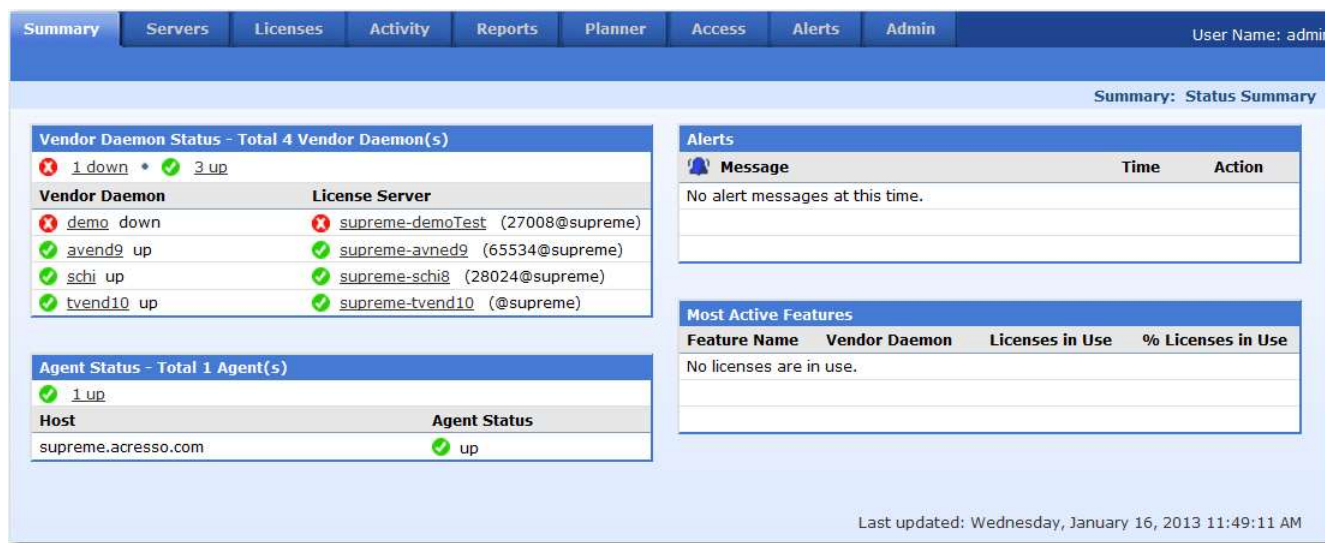 Summary Servers Licenses Activity Reports Planner Access Alerts Admin
User Name: admin
Summary: Status Summary
Vendor Daemon Status - Total 4 Vendor Daemon(s)
1 down • 3 up
Vendor Daemon License Server
demo down supreme-demoTest (27008@supreme)
avend9 up supreme-avned9 (65534@supreme)
schi up supreme-schi8 (28024@supreme)
tvend10 up supreme-tvend10 (@supreme)
Agent Status - Total 1 Agent(s)
1 up
Host Agent Status
supreme.acresso.com up
Alerts
Message Time Action
No alert messages at this time.
Most Active Features
Feature Name Vendor Daemon Licenses in Use % Licenses in Use
No licenses are in use.
Last updated: Wednesday, January 16, 2013 11:49:11 AM